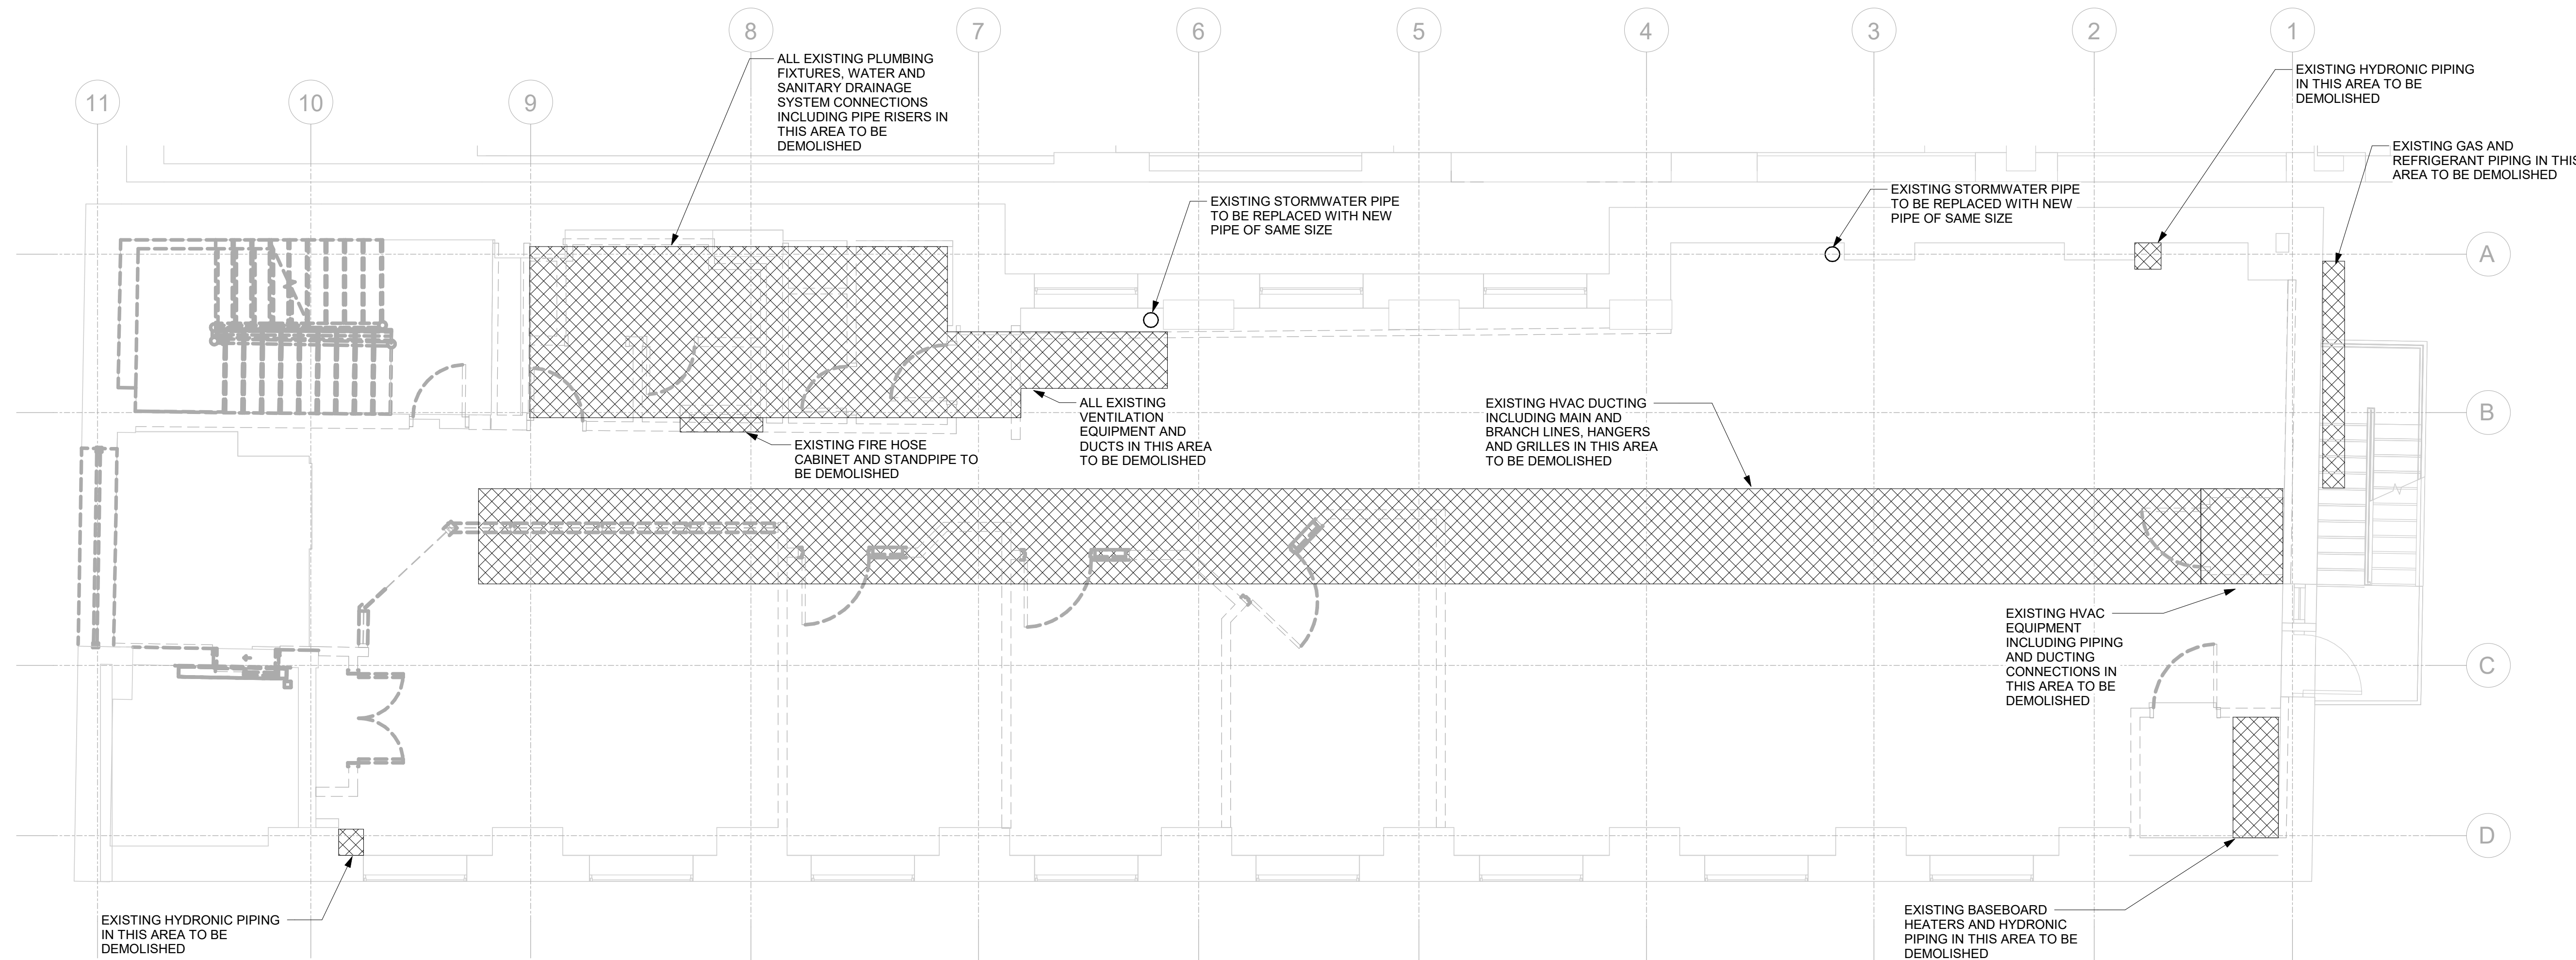 8
7
6
5
4
3
2
1
11
10
9
ALL EXISTING PLUMBING
FIXTURES, WATER AND
SANITARY DRAINAGE
SYSTEM CONNECTIONS
INCLUDING PIPE RISERS IN
THIS AREA TO BE
DEMOLISHED
EXISTING HYDRONIC PIPING
IN THIS AREA TO BE
DEMOLISHED
EXISTING GAS AND
REFRIGERANT PIPING IN THIS
AREA TO BE DEMOLISHED
EXISTING STORMWATER PIPE
TO BE REPLACED WITH NEW
PIPE OF SAME SIZE
EXISTING STORMWATER PIPE
TO BE REPLACED WITH NEW
PIPE OF SAME SIZE
A
B
ALL EXISTING
VENTILATION
EQUIPMENT AND
DUCTS IN THIS AREA
TO BE DEMOLISHED
EXISTING HVAC DUCTING
INCLUDING MAIN AND
BRANCH LINES, HANGERS
AND GRILLES IN THIS AREA
TO BE DEMOLISHED
EXISTING FIRE HOSE
CABINET AND STANDPIPE TO
BE DEMOLISHED
EXISTING HVAC
EQUIPMENT
INCLUDING PIPING
AND DUCTING
CONNECTIONS IN
THIS AREA TO BE
DEMOLISHED
C
D
EXISTING HYDRONIC PIPING
IN THIS AREA TO BE
DEMOLISHED
EXISTING BASEBOARD
HEATERS AND HYDRONIC
PIPING IN THIS AREA TO BE
DEMOLISHED